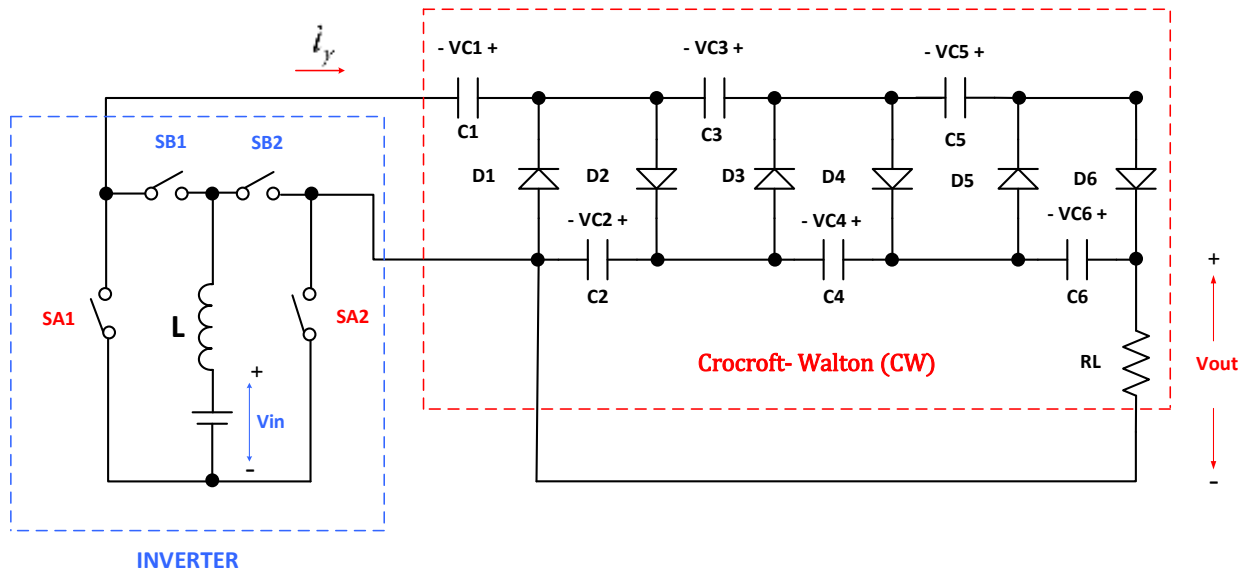 i_y
- VC1 +
- VC3 +
- VC5 +
C1
C3
C5
SB1
SB2
D1
D2
D3
D4
D5
D6
- VC2 +
- VC4 +
- VC6 +
C2
C4
C6
SA1
L
SA2
+
Vin
-
Crocroft- Walton (CW)
RL
+
Vout
-
INVERTER